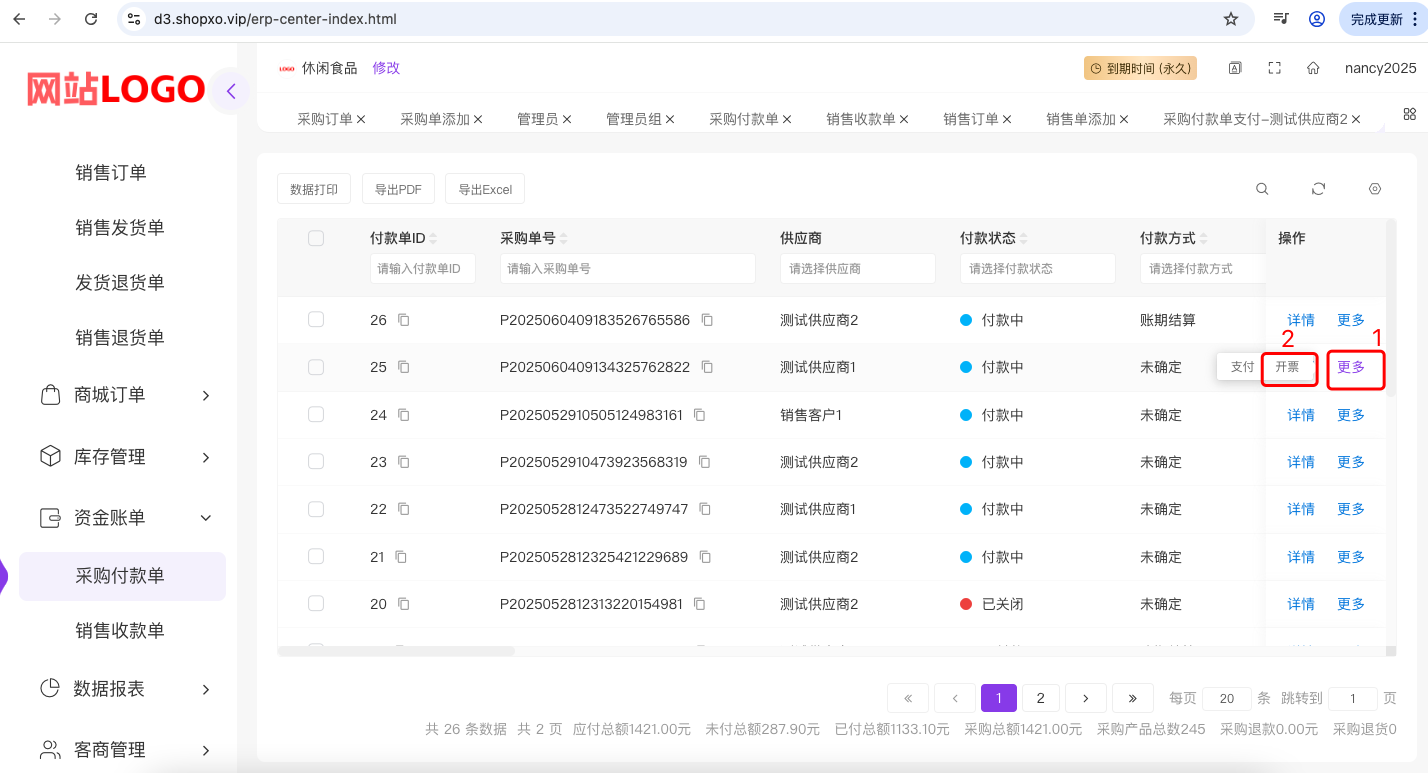 d3.shopxo.vip/erp-center-index.html
完成更新
网站LOGO
LOGO 休闲食品 修改
到期时间 (永久)
nancy2025
采购订单 × 采购单添加 × 管理员 × 管理员组 × 采购付款单 × 销售收款单 × 销售订单 × 销售单添加 × 采购付款单支付-测试供应商2 ×
销售订单
销售发货单
发货退货单
销售退货单
商城订单
库存管理
资金账单
采购付款单
销售收款单
数据报表
客商管理
数据打印 导出PDF 导出Excel
付款单ID 采购单号 供应商 付款状态 付款方式 操作
请输入付款单ID 请输入采购单号 请选择供应商 请选择付款状态 请选择付款方式
26 P2025060409183526765586 测试供应商2 付款中 账期结算 详情 更多
2 1
25 P2025060409134325762822 测试供应商1 付款中 未确定 支付 开票 更多
24 P2025052910505124983161 销售客户1 付款中 未确定 详情 更多
23 P2025052910473923568319 测试供应商2 付款中 未确定 详情 更多
22 P2025052812473522749747 测试供应商1 付款中 未确定 详情 更多
21 P2025052812325421229689 测试供应商2 付款中 未确定 详情 更多
20 P2025052812313220154981 测试供应商2 已关闭 未确定 详情 更多
« ‹ 1 2 › » 每页 20 条 跳转到 1 页
共 26 条数据 共 2 页 应付总额1421.00元 未付总额287.90元 已付总额1133.10元 采购总额1421.00元 采购产品总数245 采购退款0.00元 采购退货0